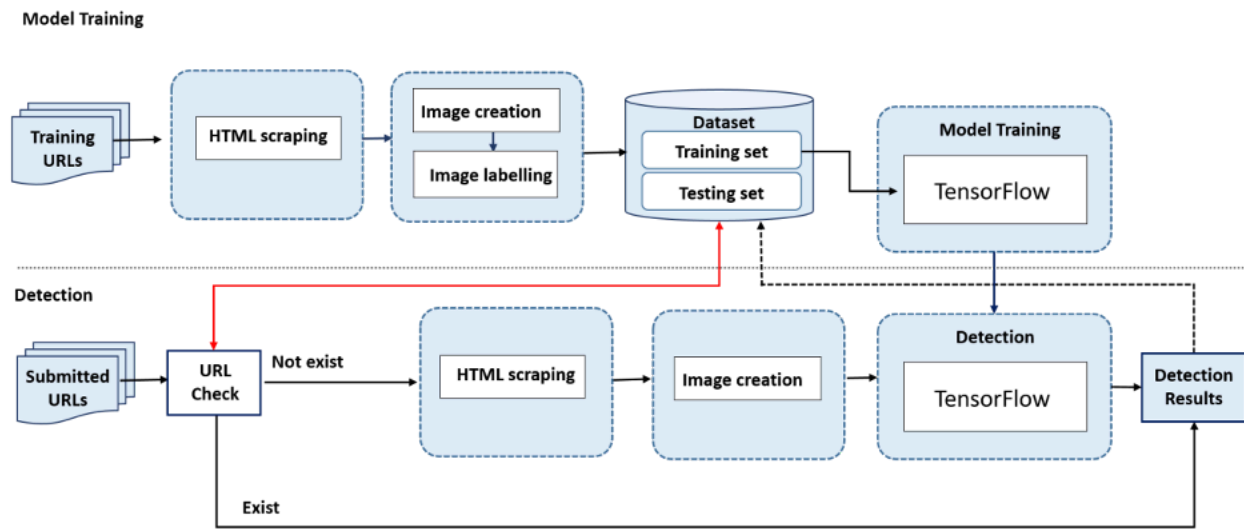 Model Training
Training
URLs
HTML scraping
Image creation
Image labelling
Dataset
Training set
Testing set
Model Training
TensorFlow
Detection
Submitted
URLs
URL
Check
Not exist
HTML scraping
Image creation
Detection
TensorFlow
Detection
Results
Exist